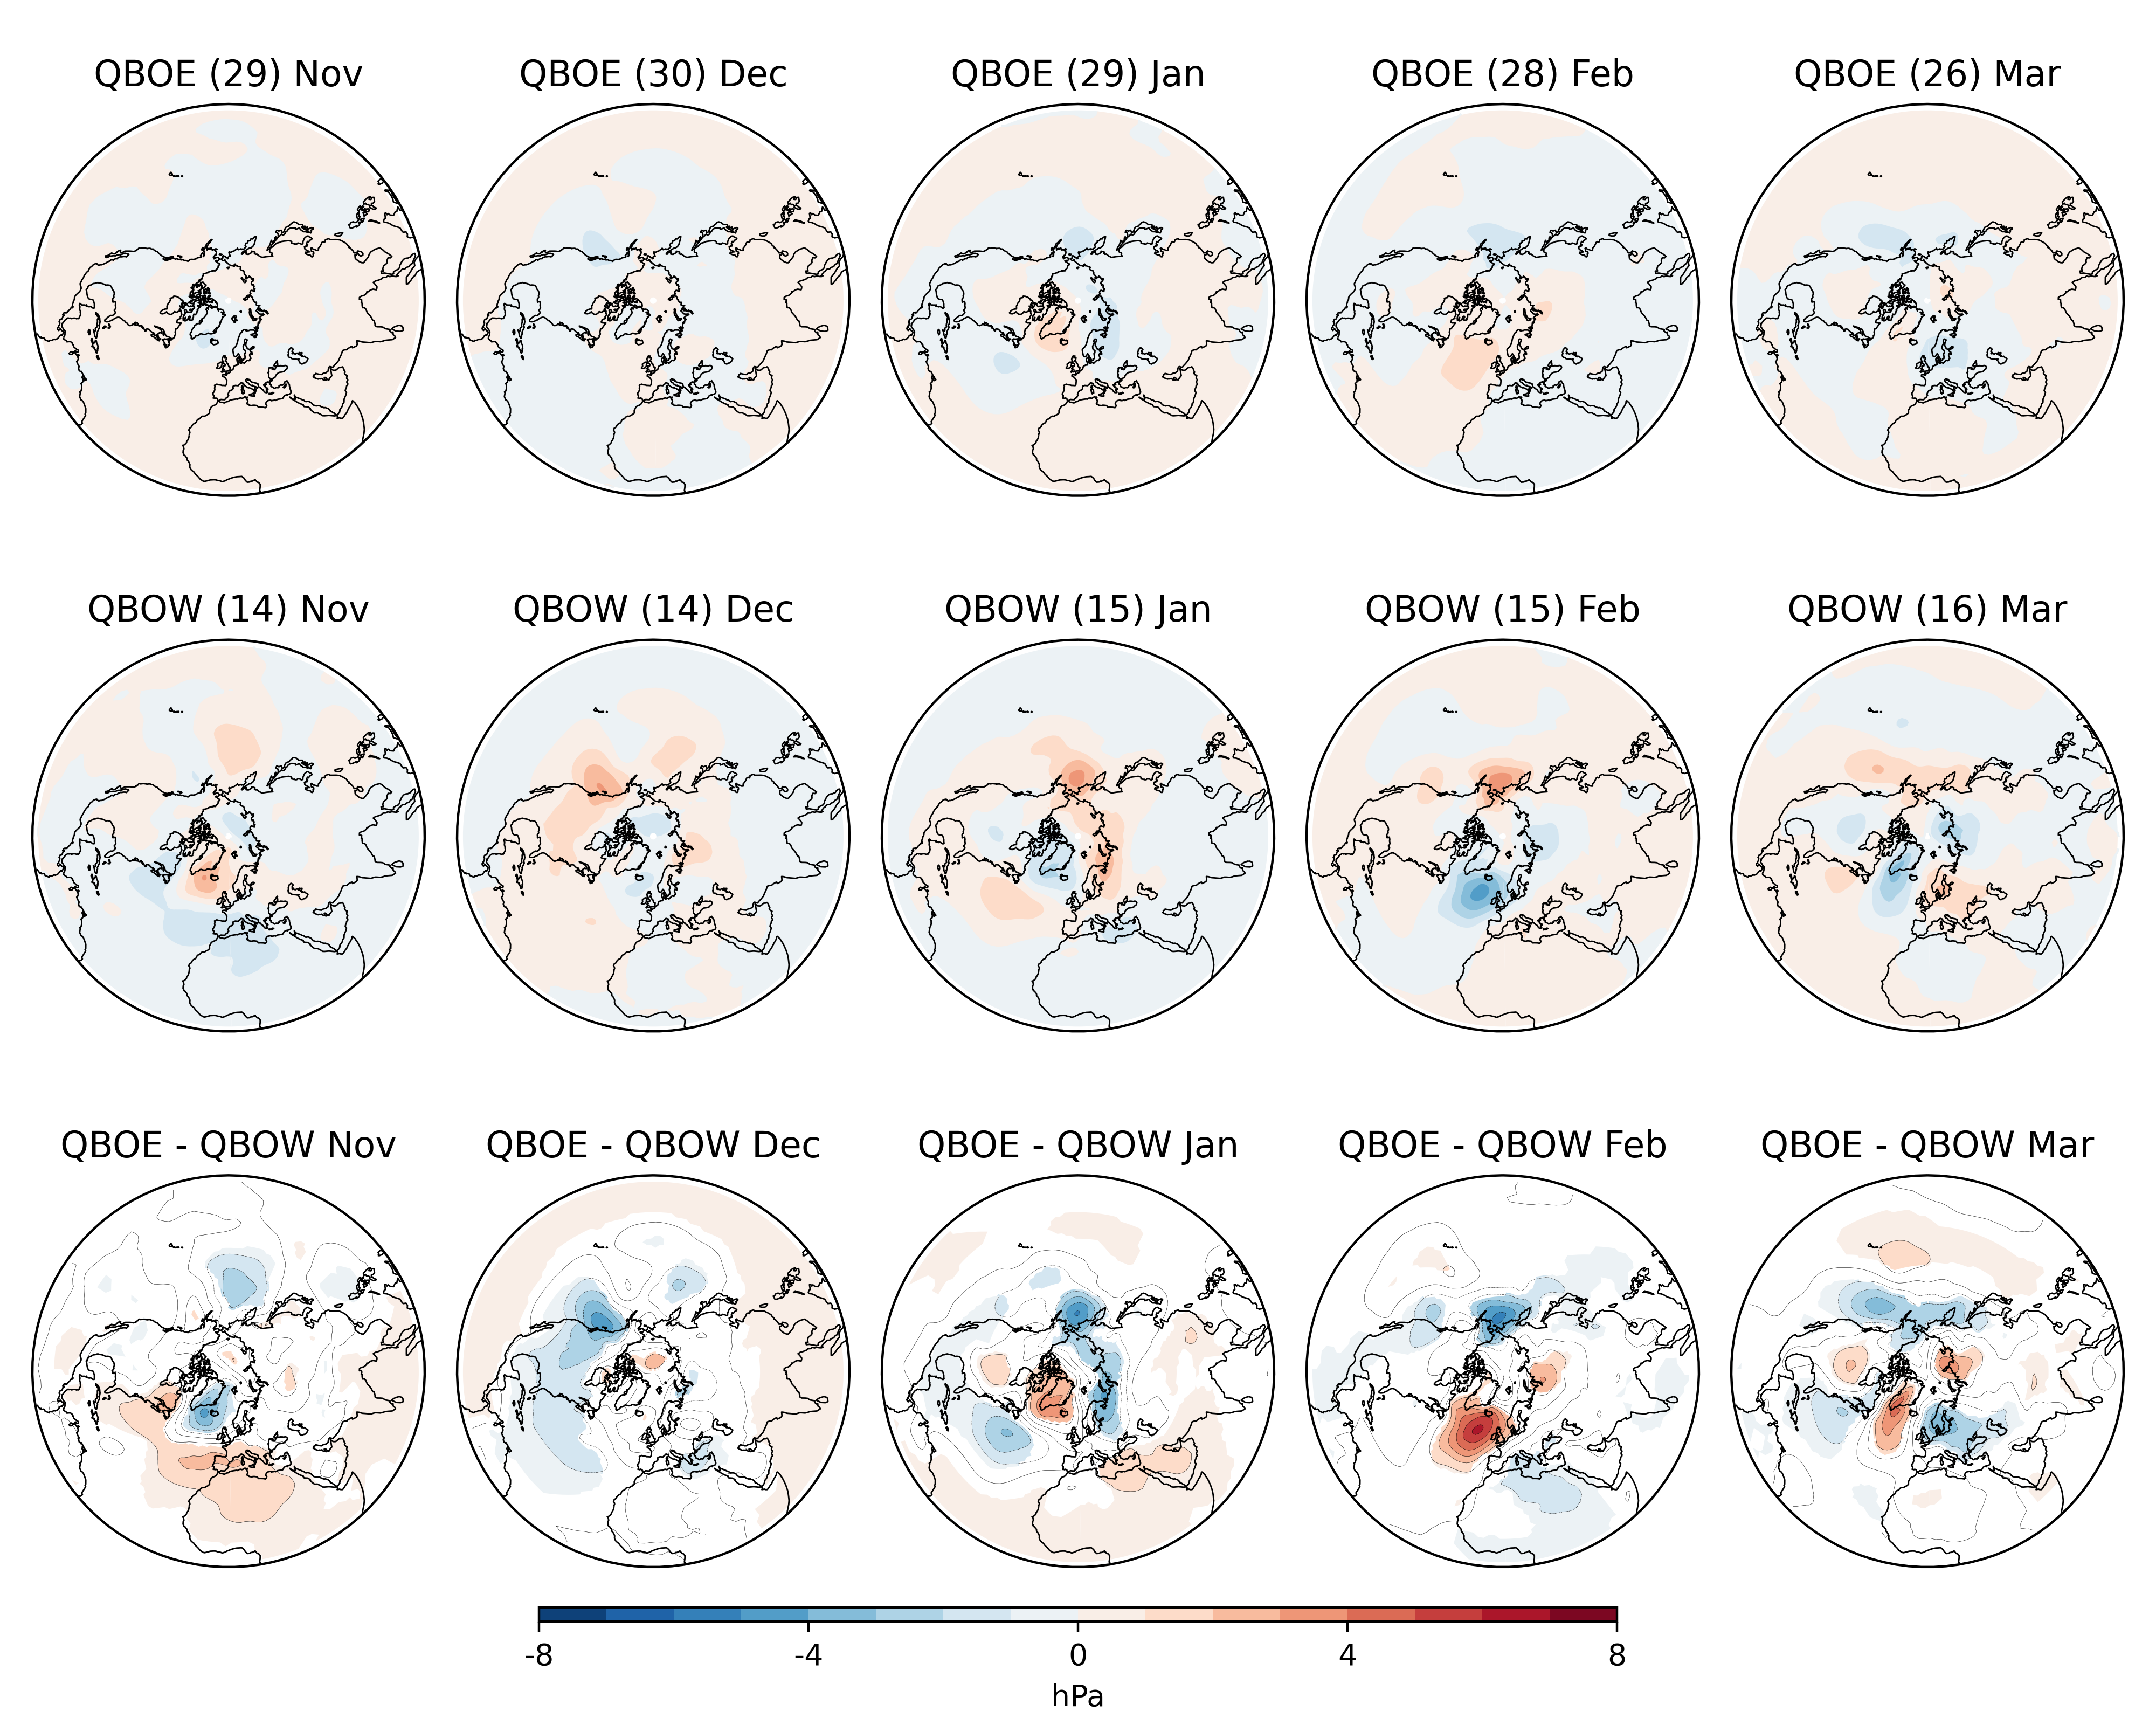 QBOE (29) Nov
QBOE (30) Dec
QBOE (29) Jan
QBOE (28) Feb
QBOE (26) Mar
QBOW (14) Nov
QBOW (14) Dec
QBOW (15) Jan
QBOW (15) Feb
QBOW (16) Mar
QBOE - QBOW Nov
QBOE - QBOW Dec
QBOE - QBOW Jan
QBOE - QBOW Feb
QBOE - QBOW Mar
-8
-4
0
4
8
hPa